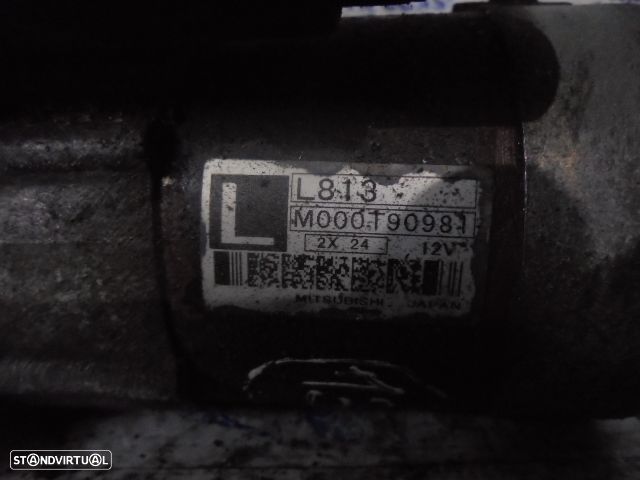 L
L813
M000T90981
2X 24
12V
MITSUBISHI JAPAN
STANDVIRTUAL